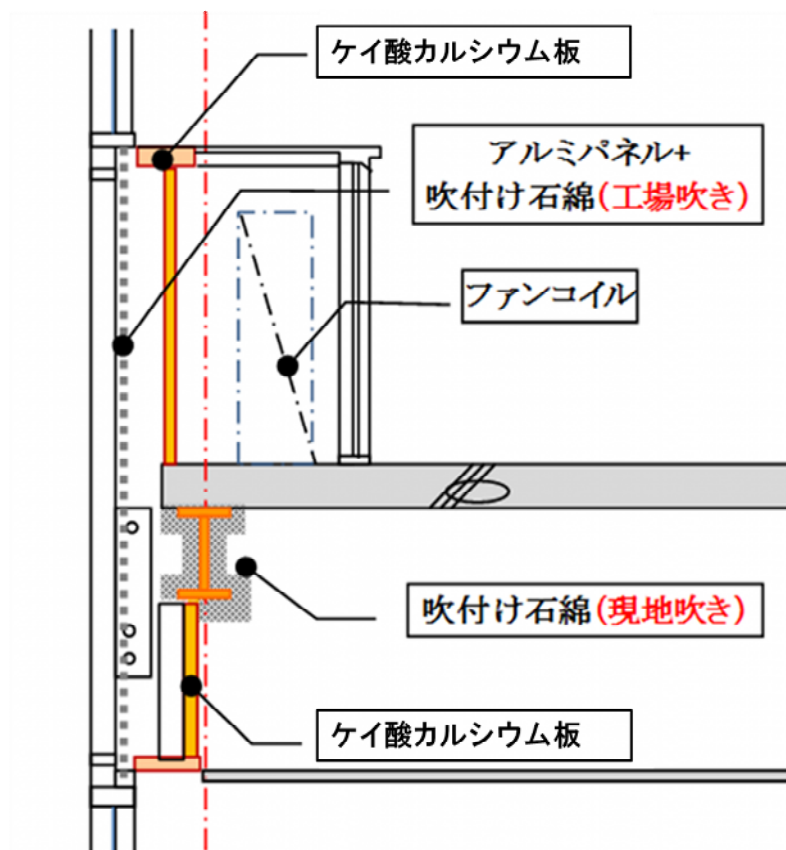 ケイ酸カルシウム板
アルミパネル+
吹付け石綿(工場吹き)
ファンコイル
吹付け石綿(現地吹き)
ケイ酸カルシウム板